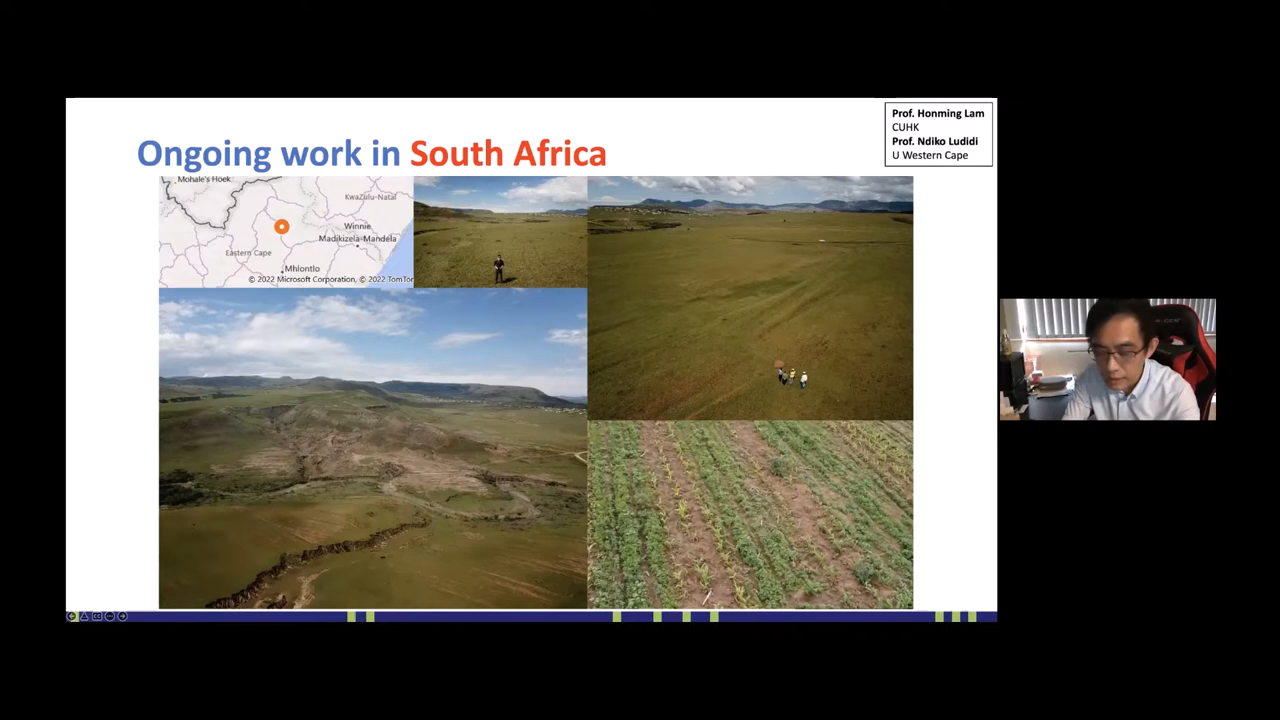 Prof. Honming Lam
CUHK
Prof. Ndiko Ludidi
U Western Cape
Ongoing work in South Africa
Mohale's Hoek
KwaZulu-Natal
Winnie
Madikizela-Mandela
Eastern Cape
Mhlontlo
© 2022 Microsoft Corporation, © 2022 TomTom